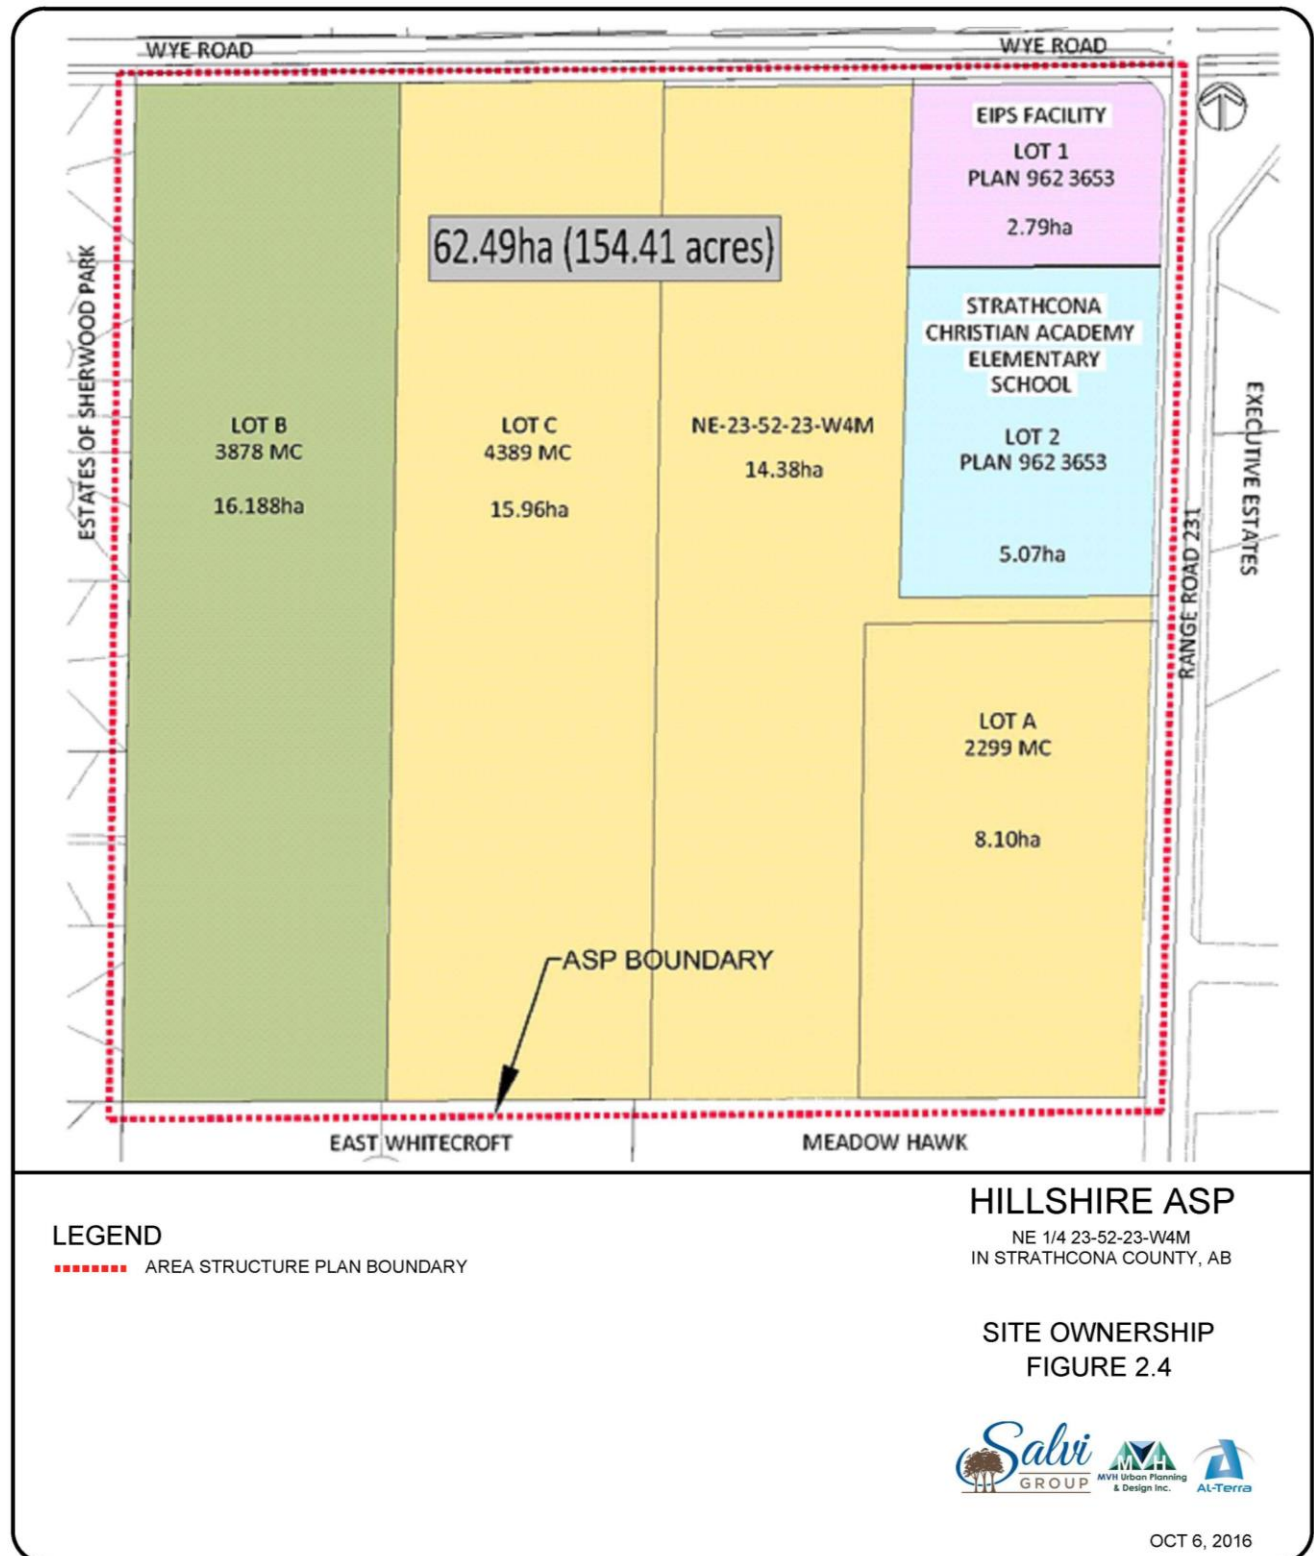 WYE ROAD
WYE ROAD
EIPS FACILITY
LOT 1
PLAN 962 3653
2.79ha
62.49ha (154.41 acres)
ESTATES OF SHERWOOD PARK
STRATHCONA
CHRISTIAN ACADEMY
ELEMENTARY
SCHOOL
LOT 2
PLAN 962 3653
5.07ha
LOT B
3878 MC
16.188ha
LOT C
4389 MC
15.96ha
NE-23-52-23-W4M
14.38ha
EXECUTIVE ESTATES
RANGE ROAD 231
LOT A
2299 MC
8.10ha
ASP BOUNDARY
EAST WHITECROFT
MEADOW HAWK
LEGEND
AREA STRUCTURE PLAN BOUNDARY
HILLSHIRE ASP
NE 1/4 23-52-23-W4M
IN STRATHCONA COUNTY, AB
SITE OWNERSHIP
FIGURE 2.4
Salvi
GROUP
MVH
MVH Urban Planning
& Design Inc.
AL-Terra
OCT 6, 2016